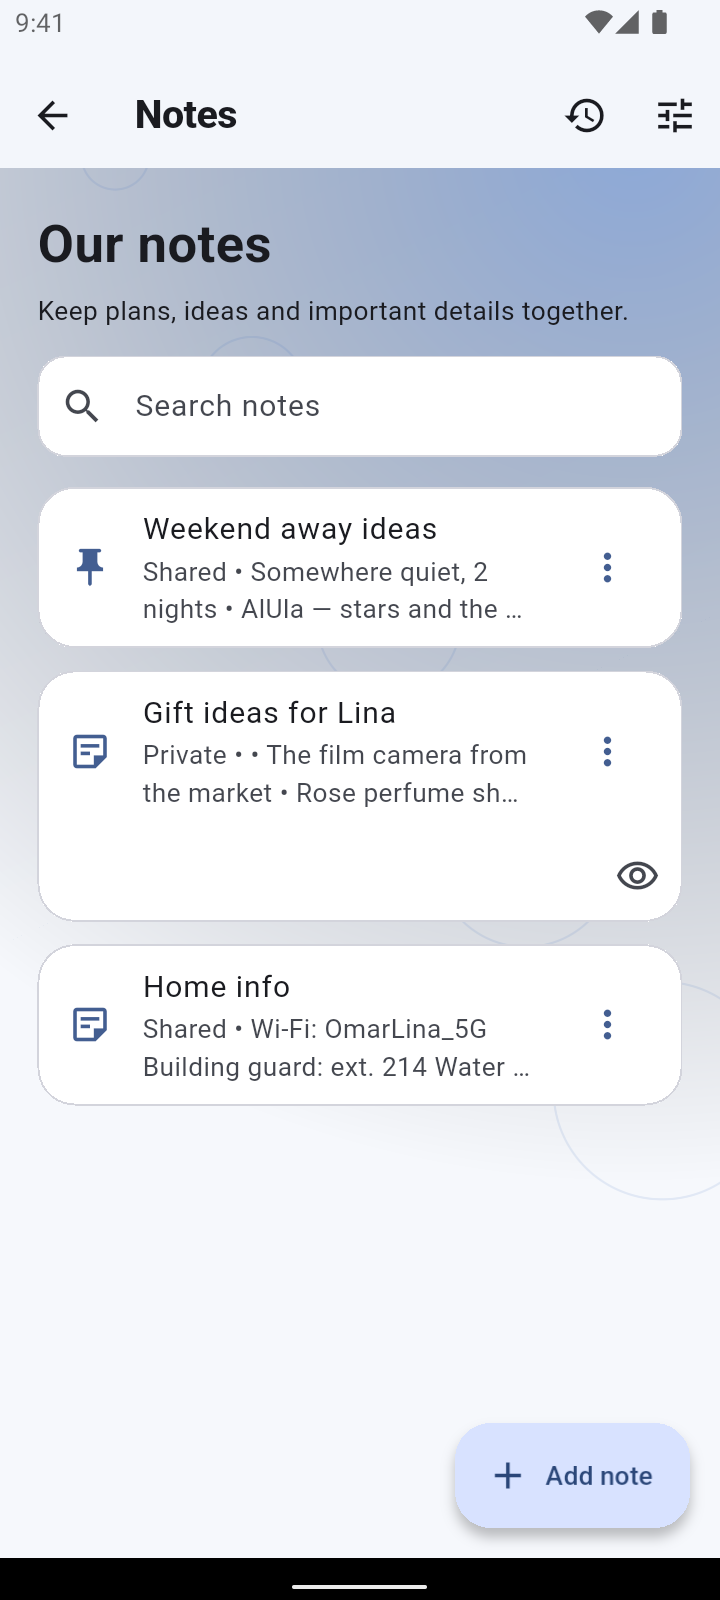 9:41
Notes
Our notes
Keep plans, ideas and important details together.
Search notes
Weekend away ideas
Shared • Somewhere quiet, 2
nights • AlUla — stars and the …
Gift ideas for Lina
Private • • The film camera from
the market • Rose perfume sh…
Home info
Shared • Wi-Fi: OmarLina_5G
Building guard: ext. 214 Water …
Add note